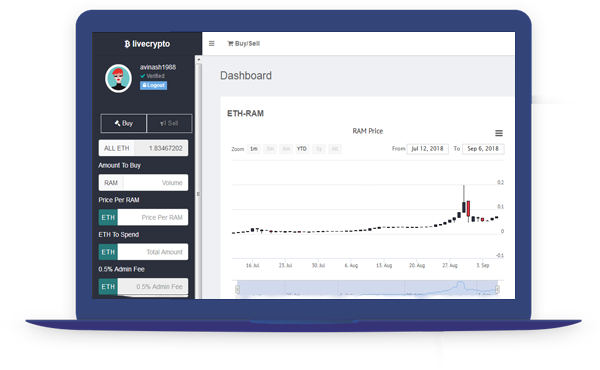 livecrypto
Buy/Sell
avinash1988
Verified
Logout
Dashboard
Buy
Sell
ALL ETH 1.83467202
Amount To Buy
RAM Volume
Price Per RAM
ETH Price Per RAM
ETH To Spend
ETH Total Amount
0.5% Admin Fee
ETH 0.5% Admin Fee
ETH-RAM
RAM Price
Zoom 1m YTD
From Jul 12, 2018 To Sep 6, 2018
0.2
0.1
0
-0.1
16. Jul 23. Jul 30. Jul 6. Aug 13. Aug 20. Aug 27. Aug 3. Sep